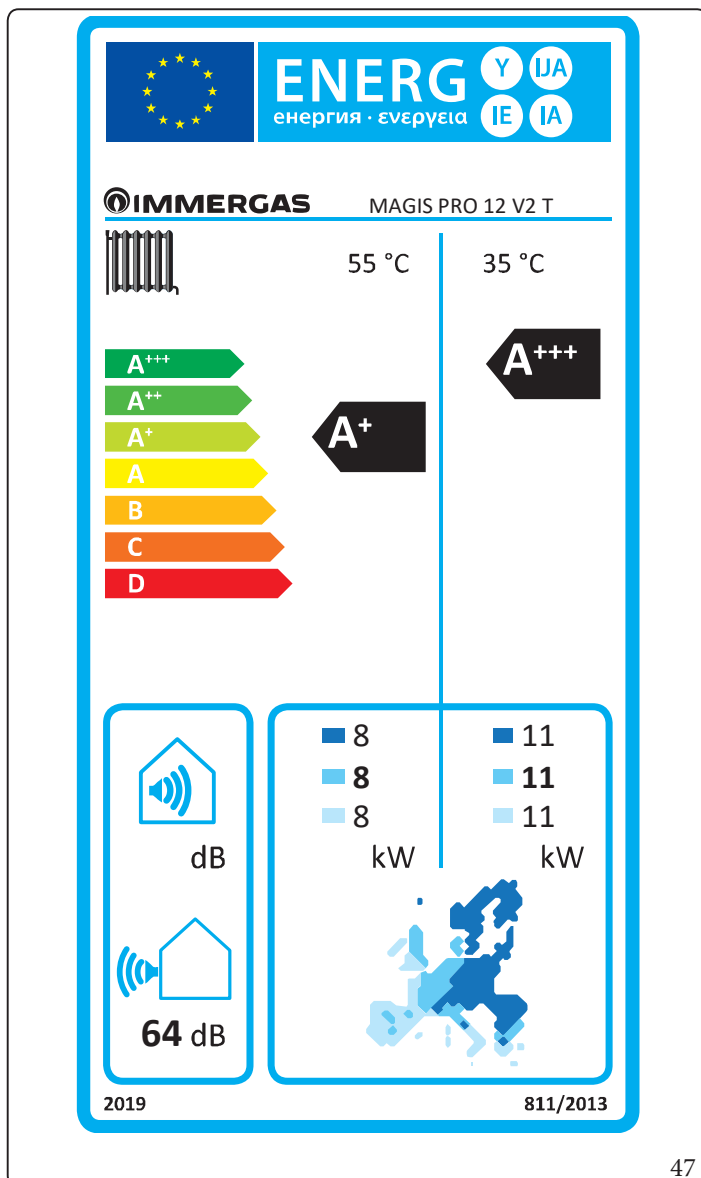 ENERG Y IJA
енергия · ενεργεια IE IA
IMMERGAS MAGIS PRO 12 V2 T
55 °C 35 °C
A+++
A+++
A++
A+
A+
A
B
C
D
8 11
8 11
8 11
dB kW kW
64 dB
2019 811/2013
47